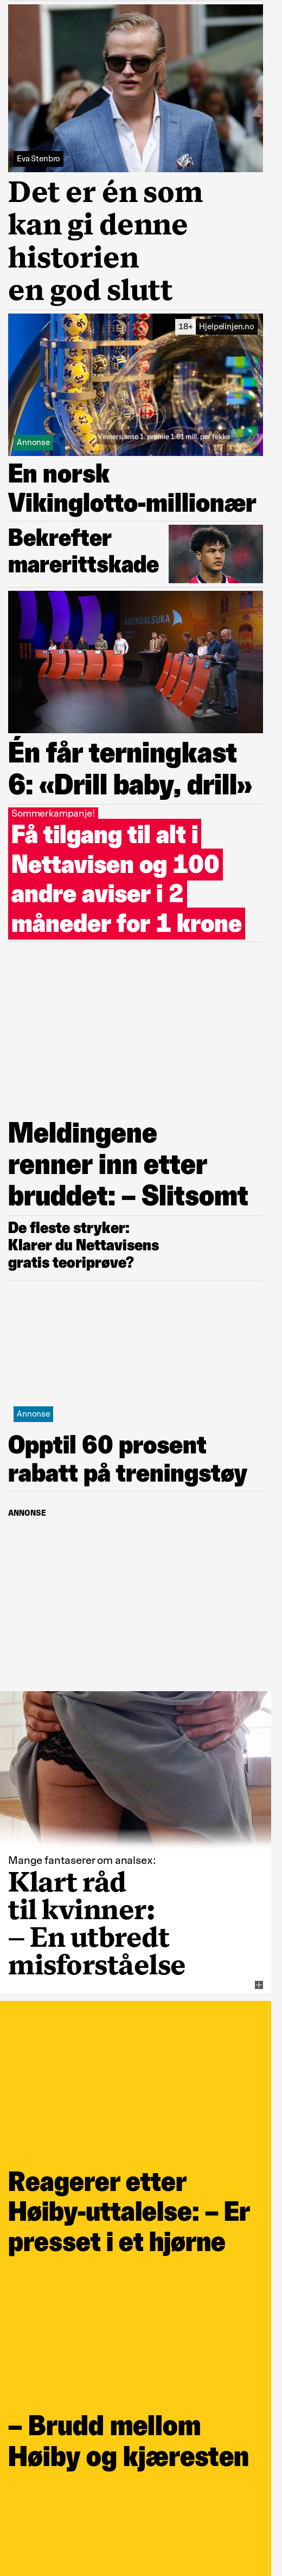 Eva Stenbro
Det er én som
kan gi denne
historien
en god slutt
18+ Hjelpelinjen.no
ARENDALSUKA
Vinnersjanse 1. premie 1:81 mill. per rekke
Annonse
En norsk
Vikinglotto-millionær
Bekrefter
marerittskade
Én får terningkast
6: «Drill baby, drill»
Sommerkampanje!
Få tilgang til alt i
Nettavisen og 100
andre aviser i 2
måneder for 1 krone
Meldingene
renner inn etter
bruddet: – Slitsomt
De fleste stryker:
Klarer du Nettavisens
gratis teoriprøve?
Annonse
Opptil 60 prosent
rabatt på treningstøy
ANNONSE
Mange fantaserer om analsex:
Klart råd
til kvinner:
– En utbredt
misforståelse
Reagerer etter
Høiby-uttalelse: – Er
presset i et hjørne
– Brudd mellom
Høiby og kjæresten